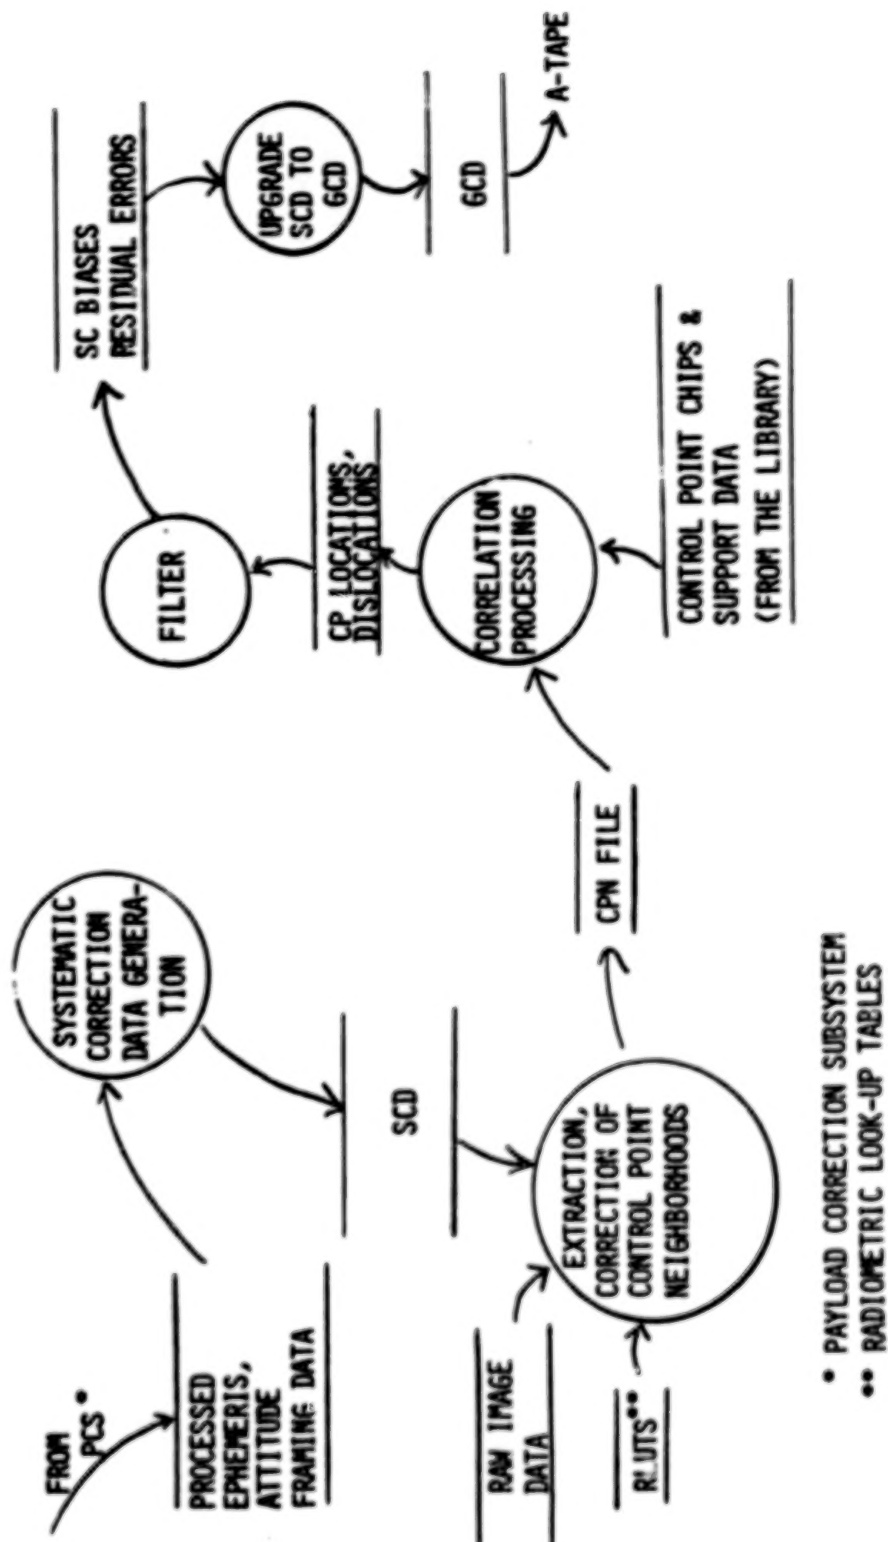 FROM
PCS*
PROCESSED
EPHEMERIS,
ATTITUDE
FRAMING DATA
SYSTEMATIC
CORRECTION
DATA GENERA-
TION
SCD
RAW IMAGE
DATA
RLUTS**
EXTRACTION,
CORRECTION OF
CONTROL POINT
NEIGHBORHOODS
CPN FILE
CORRELATION
PROCESSING
CONTROL POINT CHIPS &
SUPPORT DATA
(FROM THE LIBRARY)
CP LOCATIONS,
DISLOCATIONS
FILTER
SC BIASES
RESIDUAL ERRORS
UPGRADE
SCD TO
GCD
GCD
A-TAPE
* PAYLOAD CORRECTION SUBSYSTEM
** RADIOMETRIC LOOK-UP TABLES